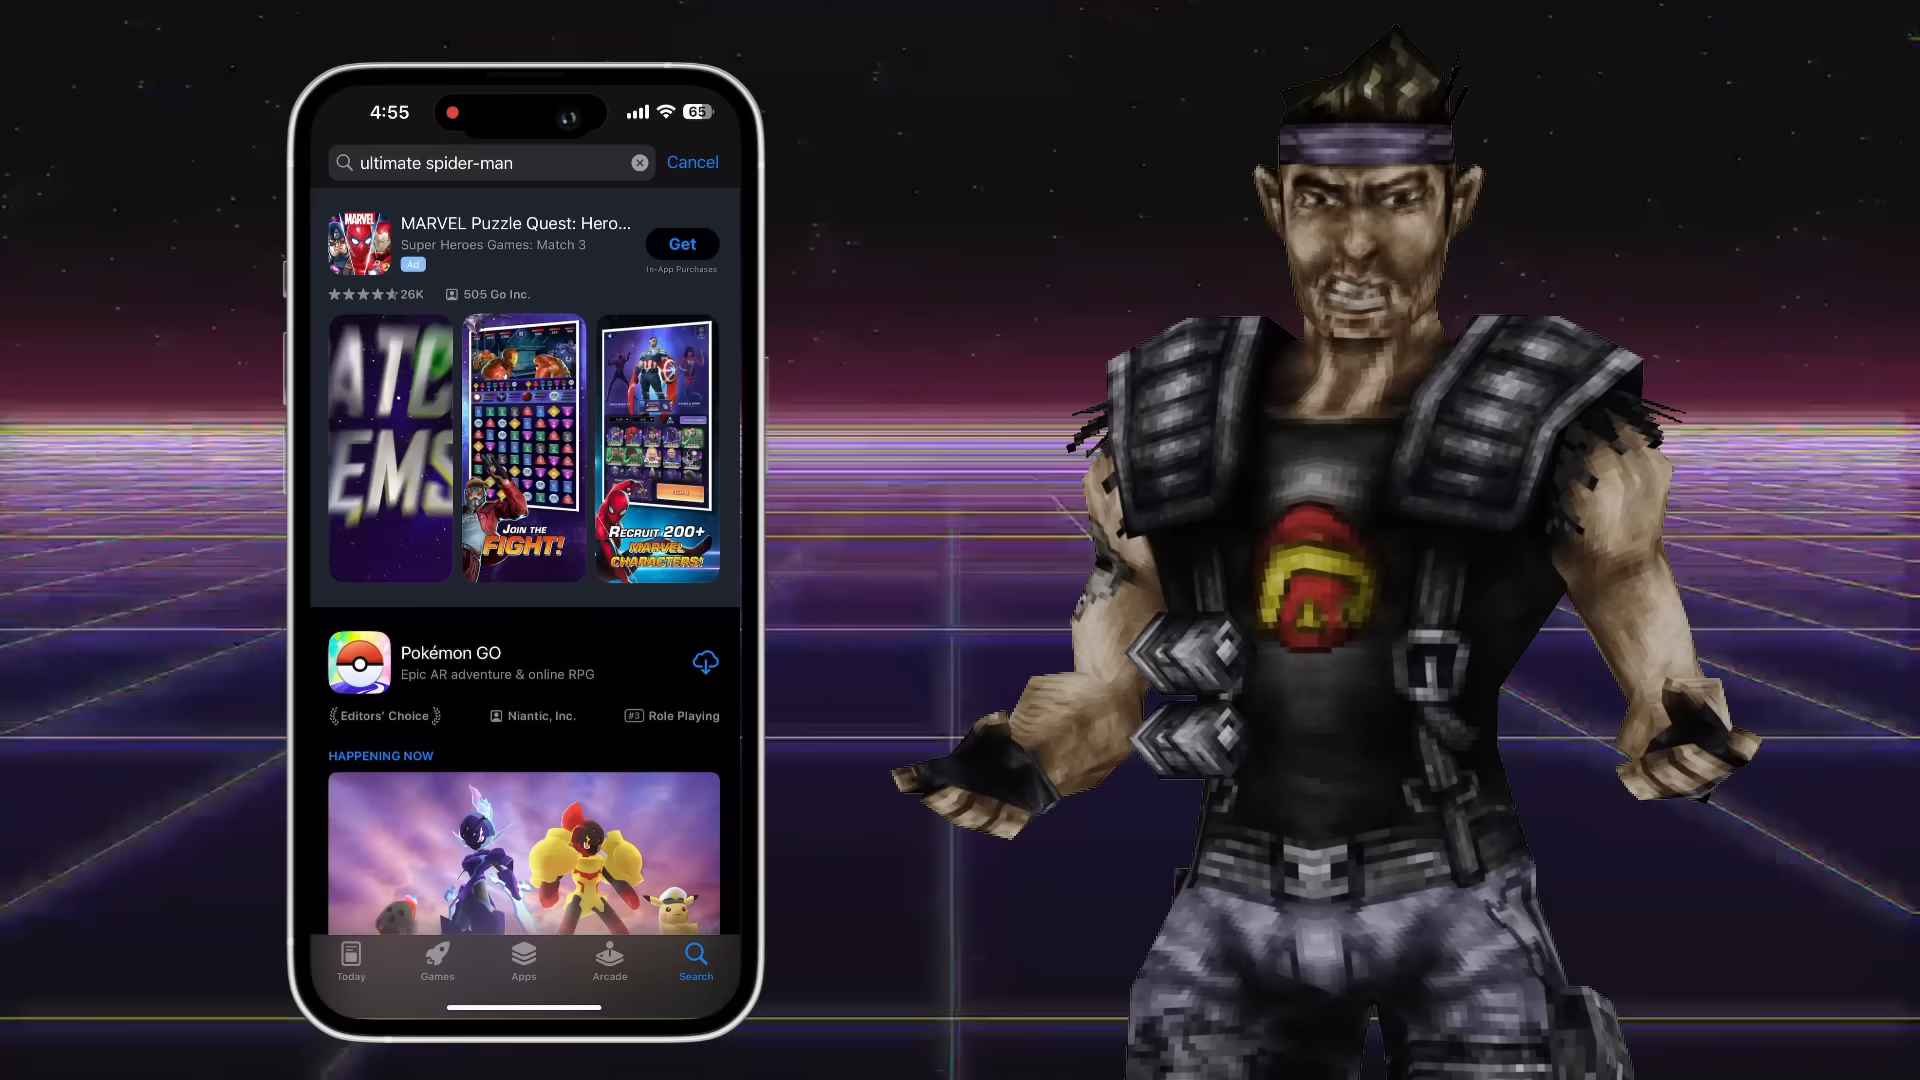 4:55
65
ultimate spider-man
Cancel
MARVEL
MARVEL Puzzle Quest: Hero...
Super Heroes Games: Match 3
Ad
Get
In-App Purchases
26K
505 Go Inc.
ATC
EMS
JOIN THE
FIGHT!
RECRUIT 200+
MARVEL
CHARACTERS!
Pokémon GO
Epic AR adventure & online RPG
Editors' Choice
Niantic, Inc.
#3 Role Playing
HAPPENING NOW
Today
Games
Apps
Arcade
Search